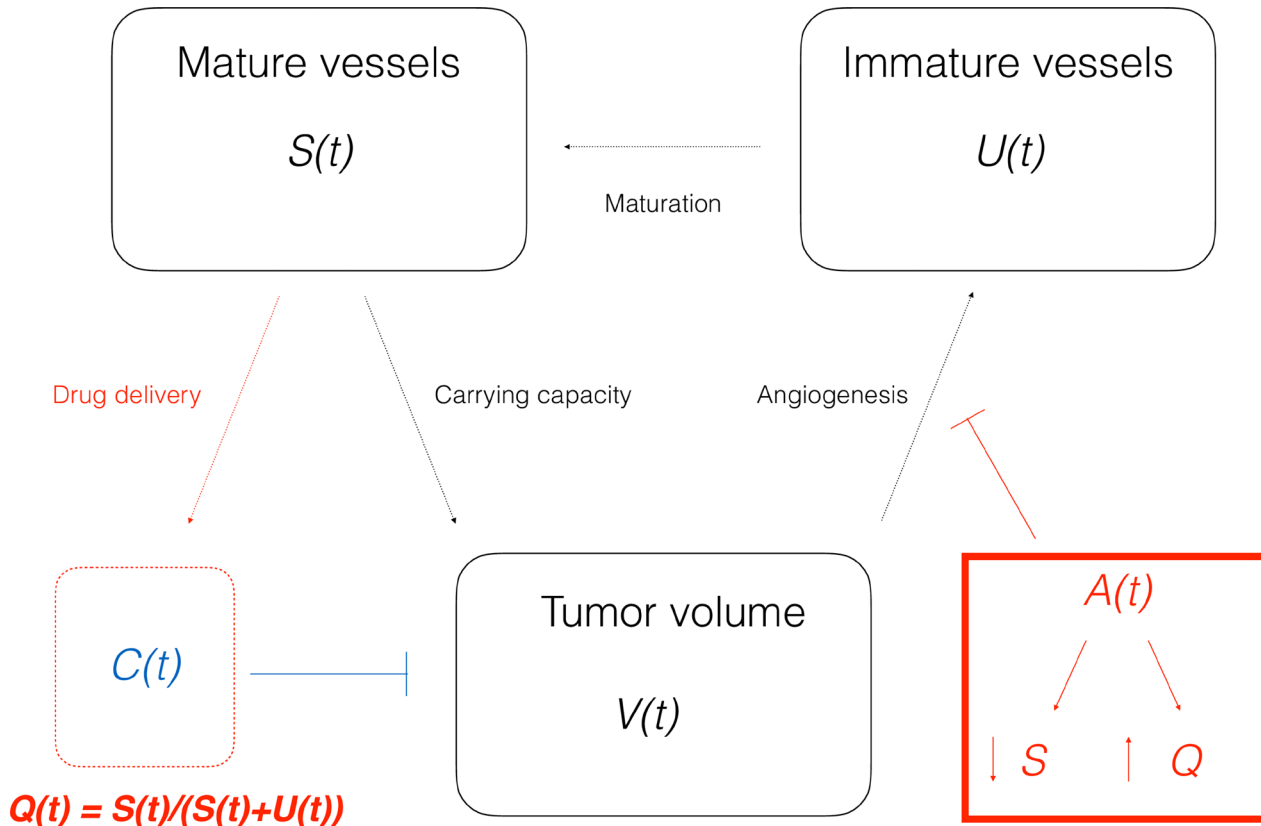 Mature vessels
S(t)
Immature vessels
U(t)
Maturation
Drug delivery
Carrying capacity
Angiogenesis
C(t)
Tumor volume
V(t)
A(t)
↓ S
↑ Q
Q(t) = S(t)/(S(t)+U(t))